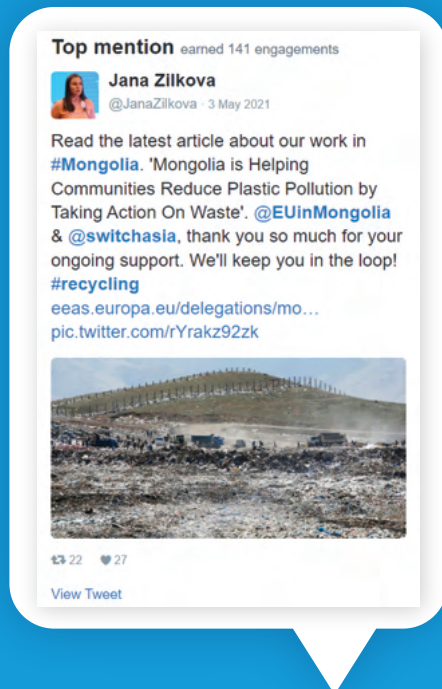 Top mention earned 141 engagements
Jana Zilkova
@JanaZilkova · 3 May 2021
Read the latest article about our work in
#Mongolia. 'Mongolia is Helping
Communities Reduce Plastic Pollution by
Taking Action On Waste'. @EUinMongolia
& @switchasia, thank you so much for your
ongoing support. We'll keep you in the loop!
#recycling
eeas.europa.eu/delegations/mo…
pic.twitter.com/rYrakz92zk
22 27
View Tweet